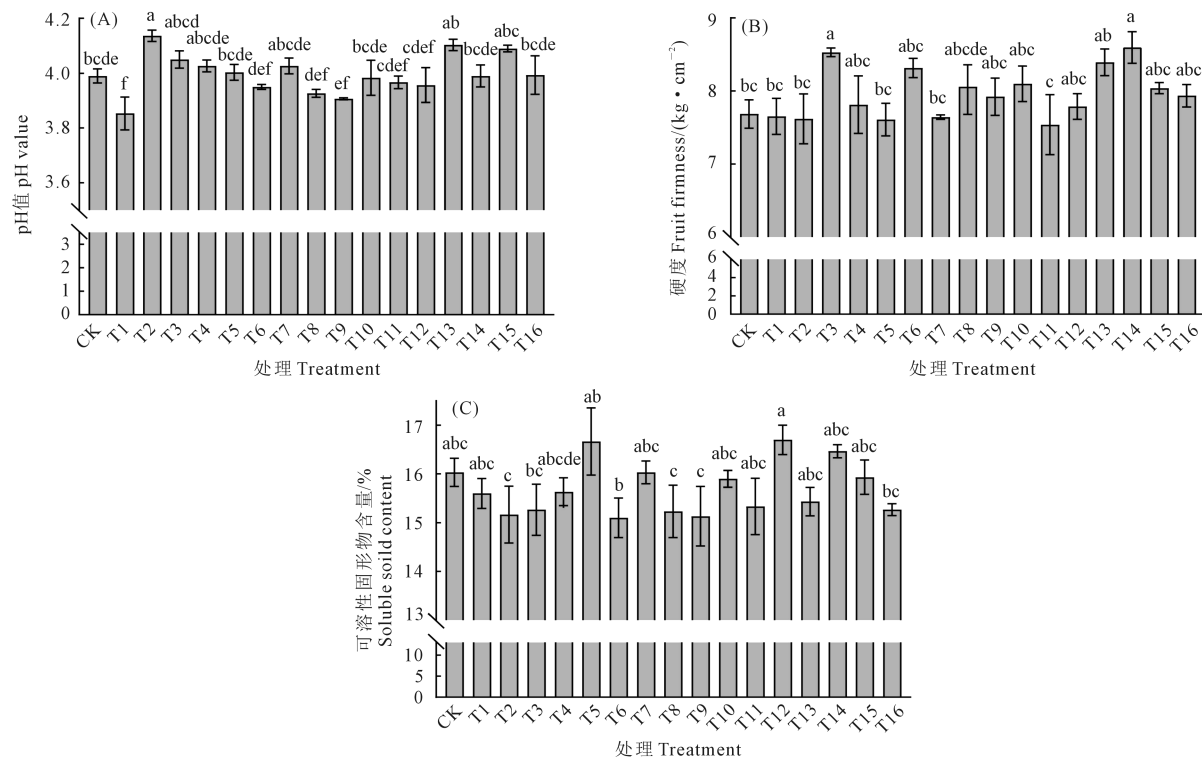 (A)
4.2
4.0
3.8
3.6
3
2
1
0
pH值 pH value
bcde
f
a
abcd
abcde
bcde
def
abcde
def
ef
bcde
cdef
cdef
ab
bcde
abc
bcde
CK
T1
T2
T3
T4
T5
T6
T7
T8
T9
T10
T11
T12
T13
T14
T15
T16
处理 Treatment
(B)
9
8
7
6
6
4
2
0
硬度 Fruit firmness/(kg·cm⁻²)
bc
bc
bc
a
abc
bc
abc
bc
abcde
abc
abc
c
abc
ab
a
abc
abc
CK
T1
T2
T3
T4
T5
T6
T7
T8
T9
T10
T11
T12
T13
T14
T15
T16
处理 Treatment
(C)
17
16
15
14
13
10
5
0
可溶性固形物含量/%
Soluble soild content
abc
abc
c
bc
abcde
ab
b
abc
c
c
abc
abc
a
abc
abc
abc
bc
CK
T1
T2
T3
T4
T5
T6
T7
T8
T9
T10
T11
T12
T13
T14
T15
T16
处理 Treatment